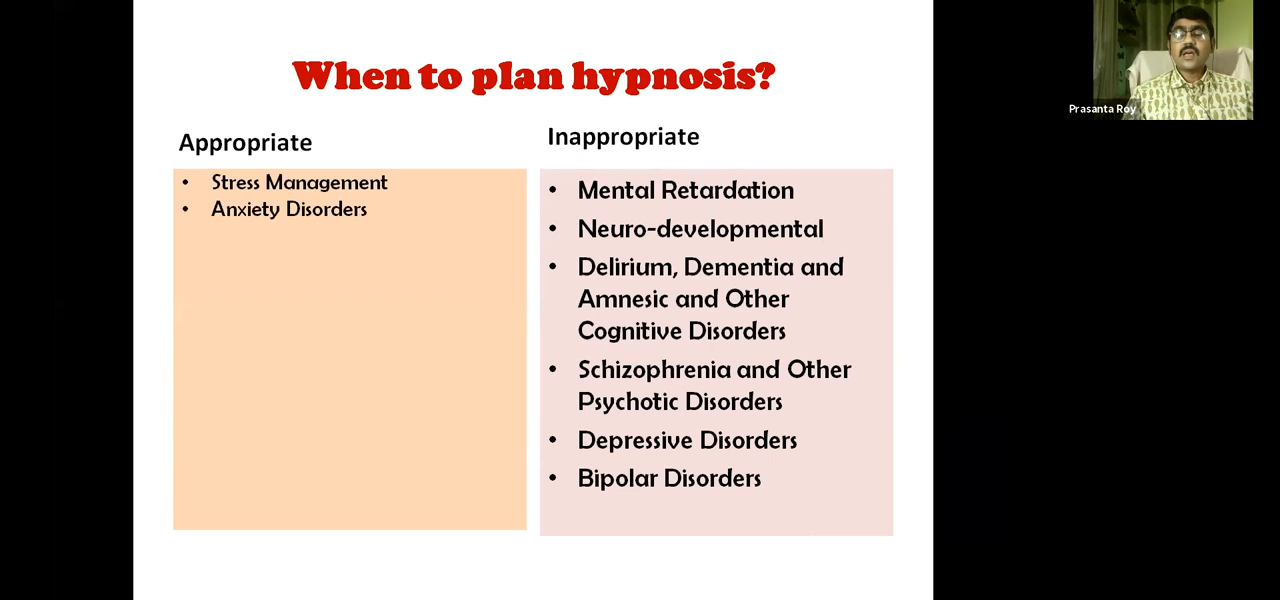 When to plan hypnosis?
Appropriate
• Stress Management
• Anxiety Disorders
Inappropriate
• Mental Retardation
• Neuro-developmental
• Delirium, Dementia and
Amnesic and Other
Cognitive Disorders
• Schizophrenia and Other
Psychotic Disorders
• Depressive Disorders
• Bipolar Disorders
Prasanta Roy